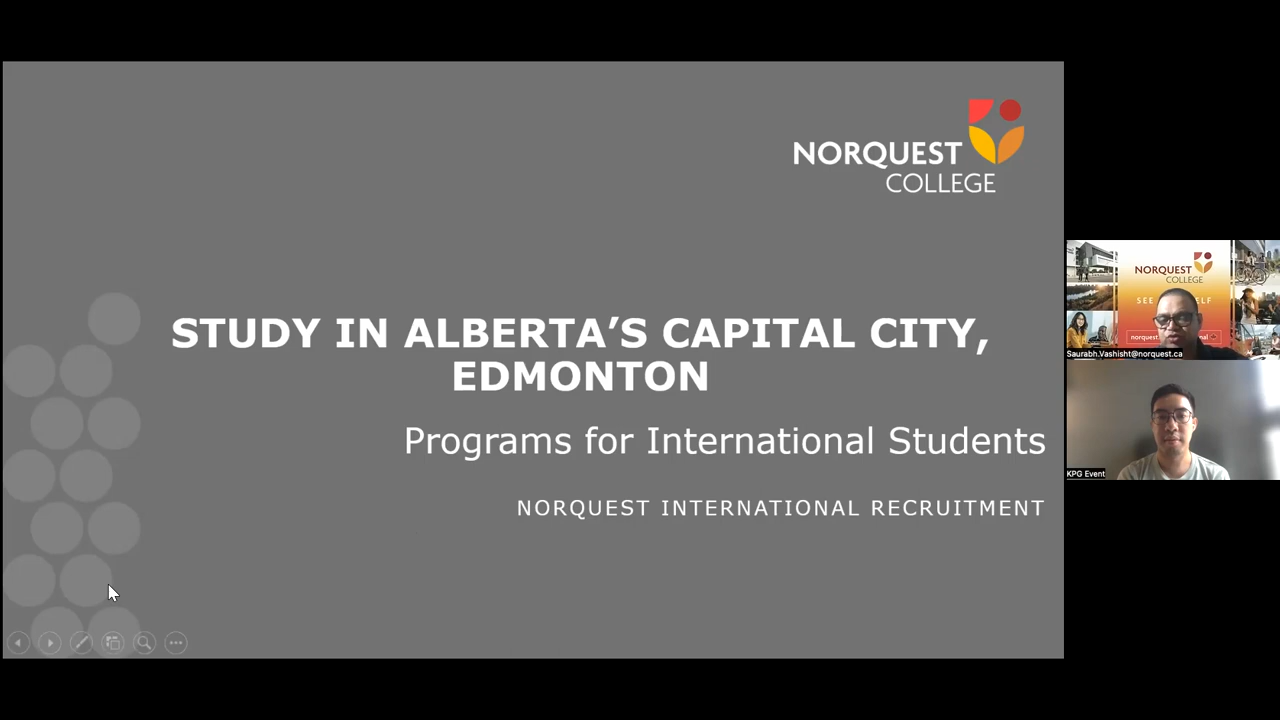 NORQUEST
COLLEGE
STUDY IN ALBERTA’S CAPITAL CITY,
EDMONTON
Programs for International Students
NORQUEST INTERNATIONAL RECRUITMENT
NORQUEST
COLLEGE
Saurabh.Vashisht@norquest.ca
KPG Event